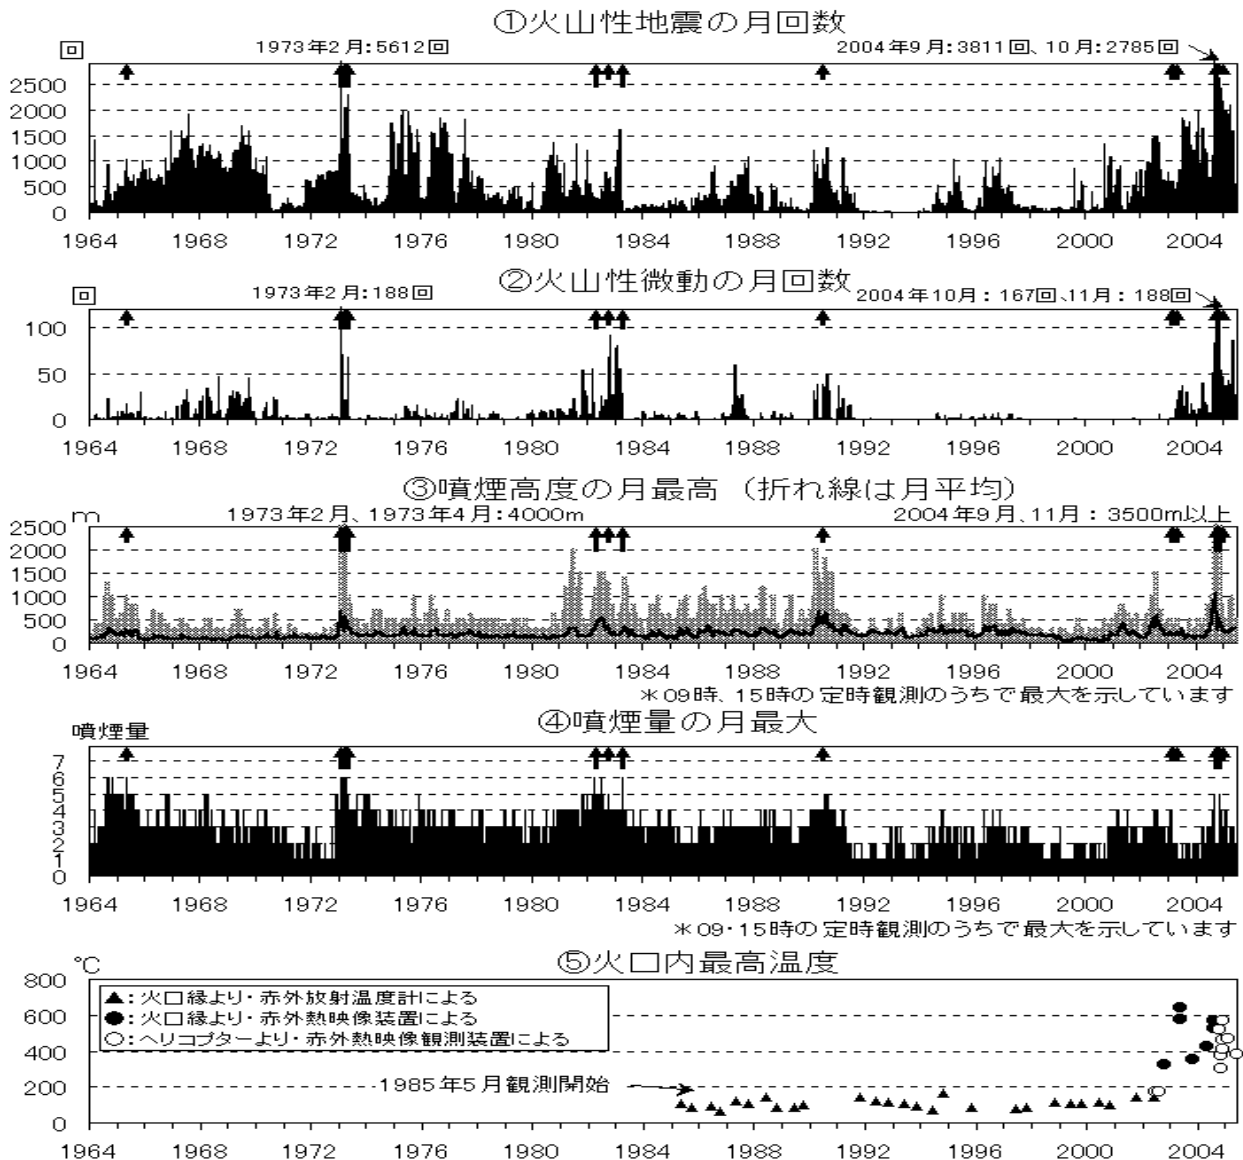 ①火山性地震の月回数
1973年2月:5612回
2004年9月:3811回、10月:2785回
回
2500
2000
1500
1000
500
0
1964 1968 1972 1976 1980 1984 1988 1992 1996 2000 2004
②火山性微動の月回数
1973年2月:188回
2004年10月：167回、11月：188回
回
100
50
0
1964 1968 1972 1976 1980 1984 1988 1992 1996 2000 2004
③噴煙高度の月最高 （折れ線は月平均）
m
1973年2月、1973年4月:4000m
2004年9月、11月：3500m以上
2500
2000
1500
1000
500
0
1964 1968 1972 1976 1980 1984 1988 1992 1996 2000 2004
＊09時、15時の定時観測のうちで最大を示しています
④噴煙量の月最大
噴煙量
7
6
5
4
3
2
1
0
1964 1968 1972 1976 1980 1984 1988 1992 1996 2000 2004
＊09・15時の定時観測のうちで最大を示しています
⑤火口内最高温度
℃
800
▲：火口縁より・赤外放射温度計による
600
●：火口縁より・赤外熱映像装置による
○：ヘリコプターより・赤外熱映像観測装置による
400
200
1985年5月観測開始
0
1964 1968 1972 1976 1980 1984 1988 1992 1996 2000 2004